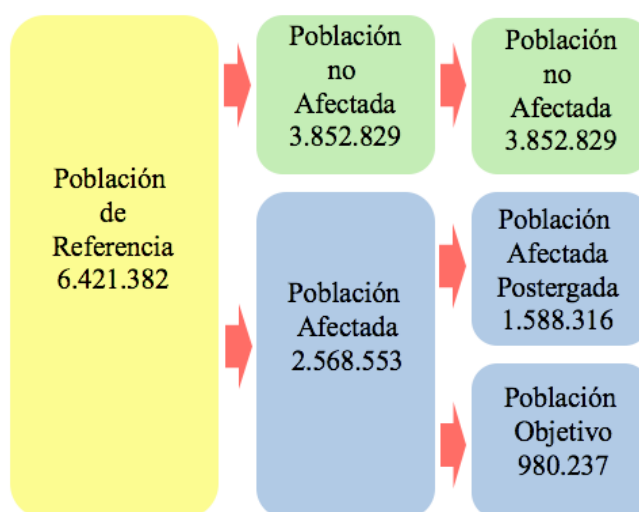 Población
de
Referencia
6.421.382
Población
no
Afectada
3.852.829
Población
no
Afectada
3.852.829
Población
Afectada
2.568.553
Población
Afectada
Postergada
1.588.316
Población
Objetivo
980.237